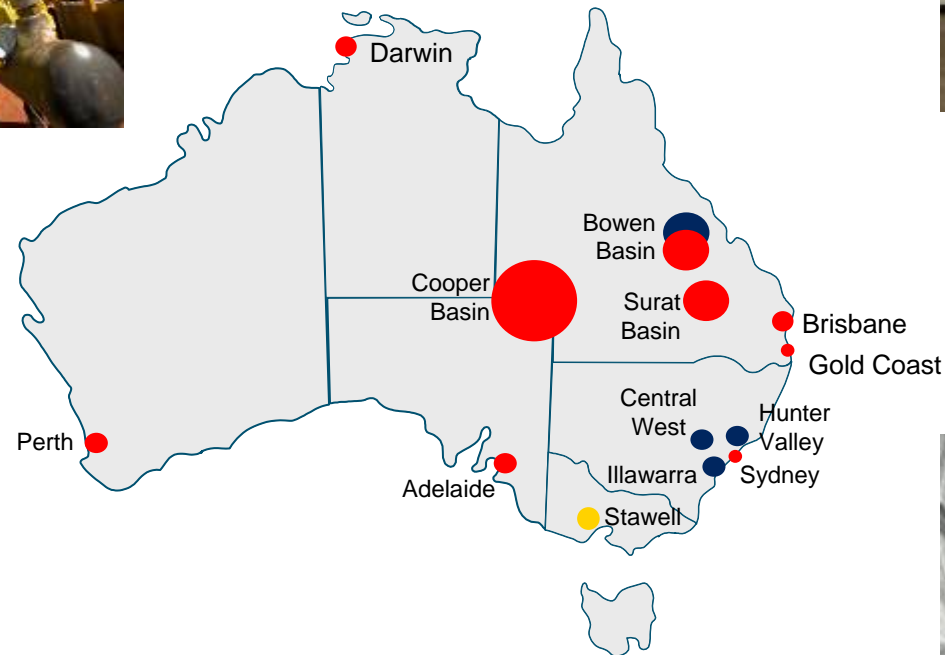 Darwin
Bowen
Basin
Cooper
Basin
Surat
Basin
Brisbane
Gold Coast
Central
West
Hunter
Valley
Perth
Adelaide
Illawarra
Sydney
Stawell